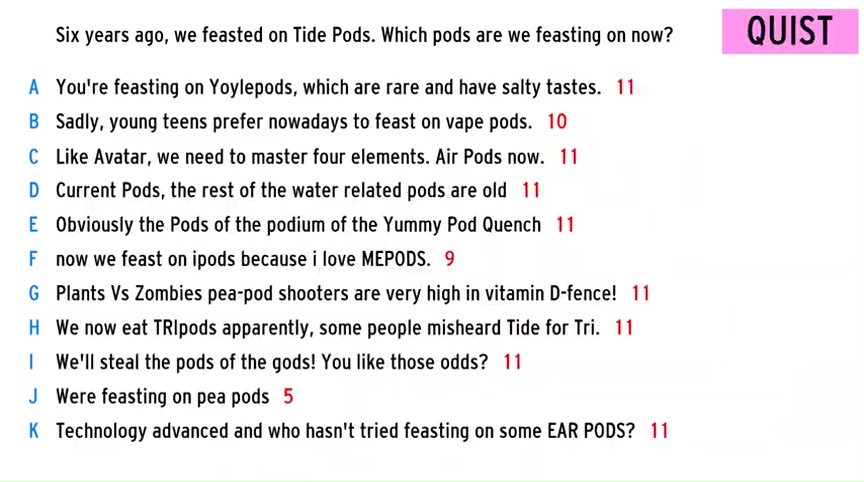 Six years ago, we feasted on Tide Pods. Which pods are we feasting on now?
QUIST
A You're feasting on Yoylepods, which are rare and have salty tastes. 11
B Sadly, young teens prefer nowadays to feast on vape pods. 10
C Like Avatar, we need to master four elements. Air Pods now. 11
D Current Pods, the rest of the water related pods are old 11
E Obviously the Pods of the podium of the Yummy Pod Quench 11
F now we feast on ipods because i love MEPODS. 9
G Plants Vs Zombies pea-pod shooters are very high in vitamin D-fence! 11
H We now eat TRIpods apparently, some people misheard Tide for Tri. 11
I We'll steal the pods of the gods! You like those odds? 11
J Were feasting on pea pods 5
K Technology advanced and who hasn't tried feasting on some EAR PODS? 11